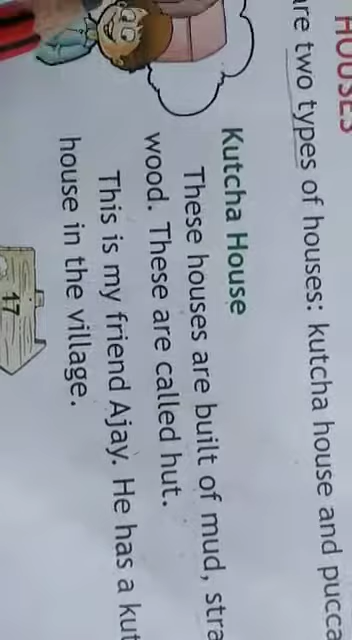 HOUSES
are two types of houses: kutcha house and pucca
Kutcha House
These houses are built of mud, stra
wood. These are called hut.
This is my friend Ajay. He has a kut
house in the village.
17